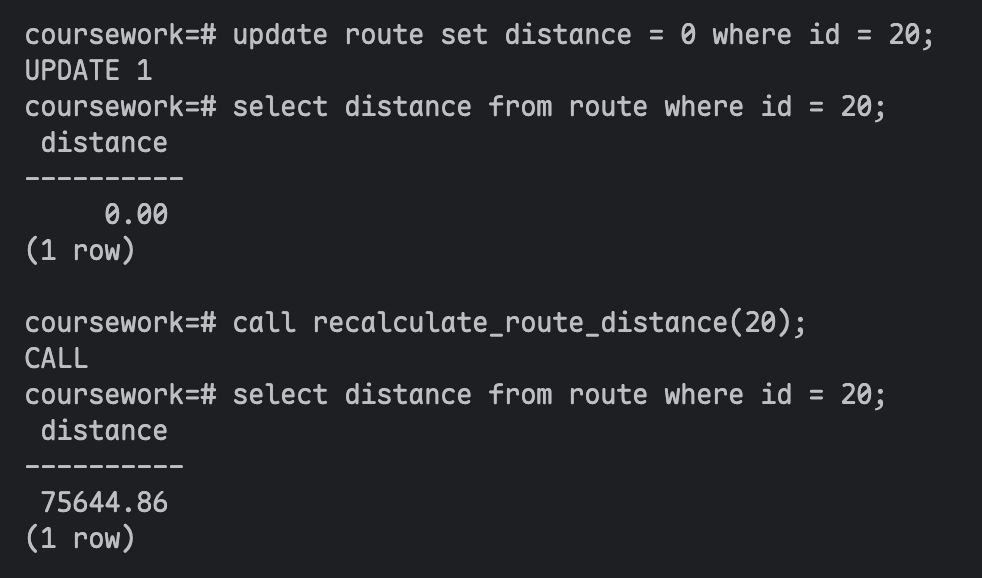 coursework=# update route set distance = 0 where id = 20;
UPDATE 1
coursework=# select distance from route where id = 20;
 distance
----------
     0.00
(1 row)

coursework=# call recalculate_route_distance(20);
CALL
coursework=# select distance from route where id = 20;
 distance
----------
 75644.86
(1 row)